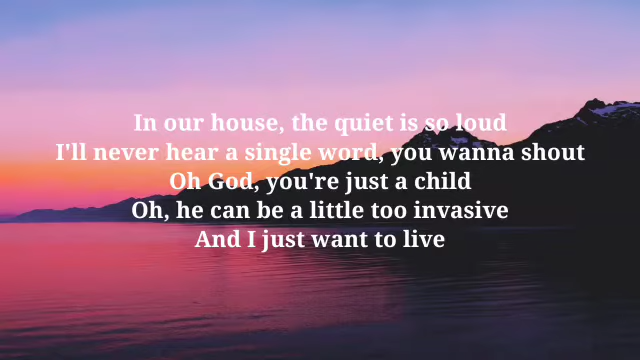 In our house, the quiet is so loud
I'll never hear a single word, you wanna shout
Oh God, you're just a child
Oh, he can be a little too invasive
And I just want to live